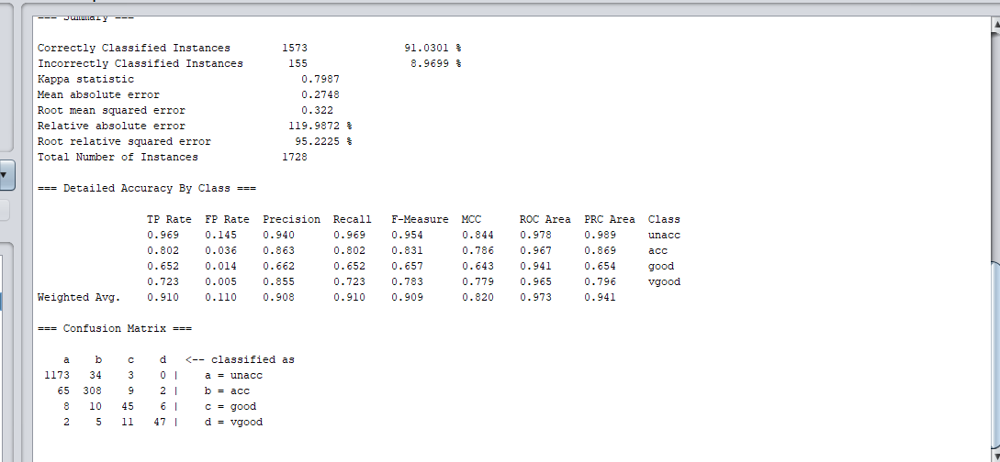 === Summary ===
Correctly Classified Instances 1573 91.0301 %
Incorrectly Classified Instances 155 8.9699 %
Kappa statistic 0.7987
Mean absolute error 0.2748
Root mean squared error 0.322
Relative absolute error 119.9872 %
Root relative squared error 95.2225 %
Total Number of Instances 1728
=== Detailed Accuracy By Class ===
TP Rate FP Rate Precision Recall F-Measure MCC ROC Area PRC Area Class
0.969 0.145 0.940 0.969 0.954 0.844 0.978 0.989 unacc
0.802 0.036 0.863 0.802 0.831 0.786 0.967 0.869 acc
0.652 0.014 0.662 0.652 0.657 0.643 0.941 0.654 good
0.723 0.005 0.855 0.723 0.783 0.779 0.965 0.796 vgood
Weighted Avg. 0.910 0.110 0.908 0.910 0.909 0.820 0.973 0.941
=== Confusion Matrix ===
a b c d <-- classified as
1173 34 3 0 | a = unacc
65 308 9 2 | b = acc
8 10 45 6 | c = good
2 5 11 47 | d = vgood